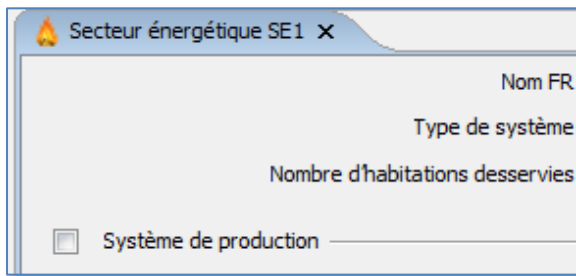 Secteur énergétique SE1
Nom FR
Type de système
Nombre d'habitations desservies
Système de production